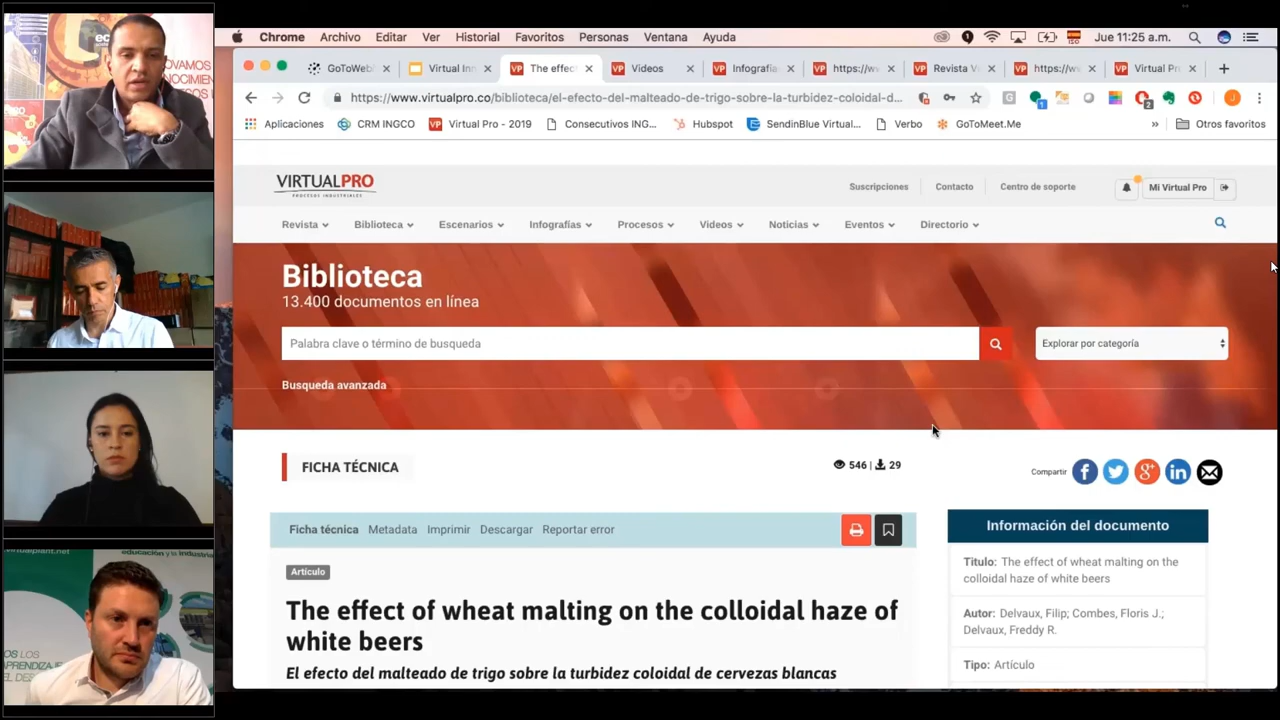 Chrome Archivo Editar Ver Historial Favoritos Personas Ventana Ayuda Jue 11:25 a.m.
GoToWeb Virtual Inn The effec Videos Infografía https://ww Revista V https://ww Virtual Pr
https://www.virtualpro.co/biblioteca/el-efecto-del-malteado-de-trigo-sobre-la-turbidez-coloidal-d...
Aplicaciones CRM INGCO Virtual Pro - 2019 Consecutivos ING... Hubspot SendinBlue Virtual... Verbo GoToMeet.Me » Otros favoritos
VIRTUALPRO
PROCESOS INDUSTRIALES
Suscripciones Contacto Centro de soporte Mi Virtual Pro
Revista Biblioteca Escenarios Infografías Procesos Videos Noticias Eventos Directorio
Biblioteca
13.400 documentos en línea
Palabra clave o término de busqueda
Explorar por categoría
Busqueda avanzada
FICHA TÉCNICA
546 | 29
Compartir
Ficha técnica Metadata Imprimir Descargar Reportar error
Artículo
The effect of wheat malting on the colloidal haze of
white beers
El efecto del malteado de trigo sobre la turbidez coloidal de cervezas blancas
Información del documento
Titulo: The effect of wheat malting on the
colloidal haze of white beers
Autor: Delvaux, Filip; Combes, Floris J.;
Delvaux, Freddy R.
Tipo: Artículo
virtualplant.net
educación y la industria